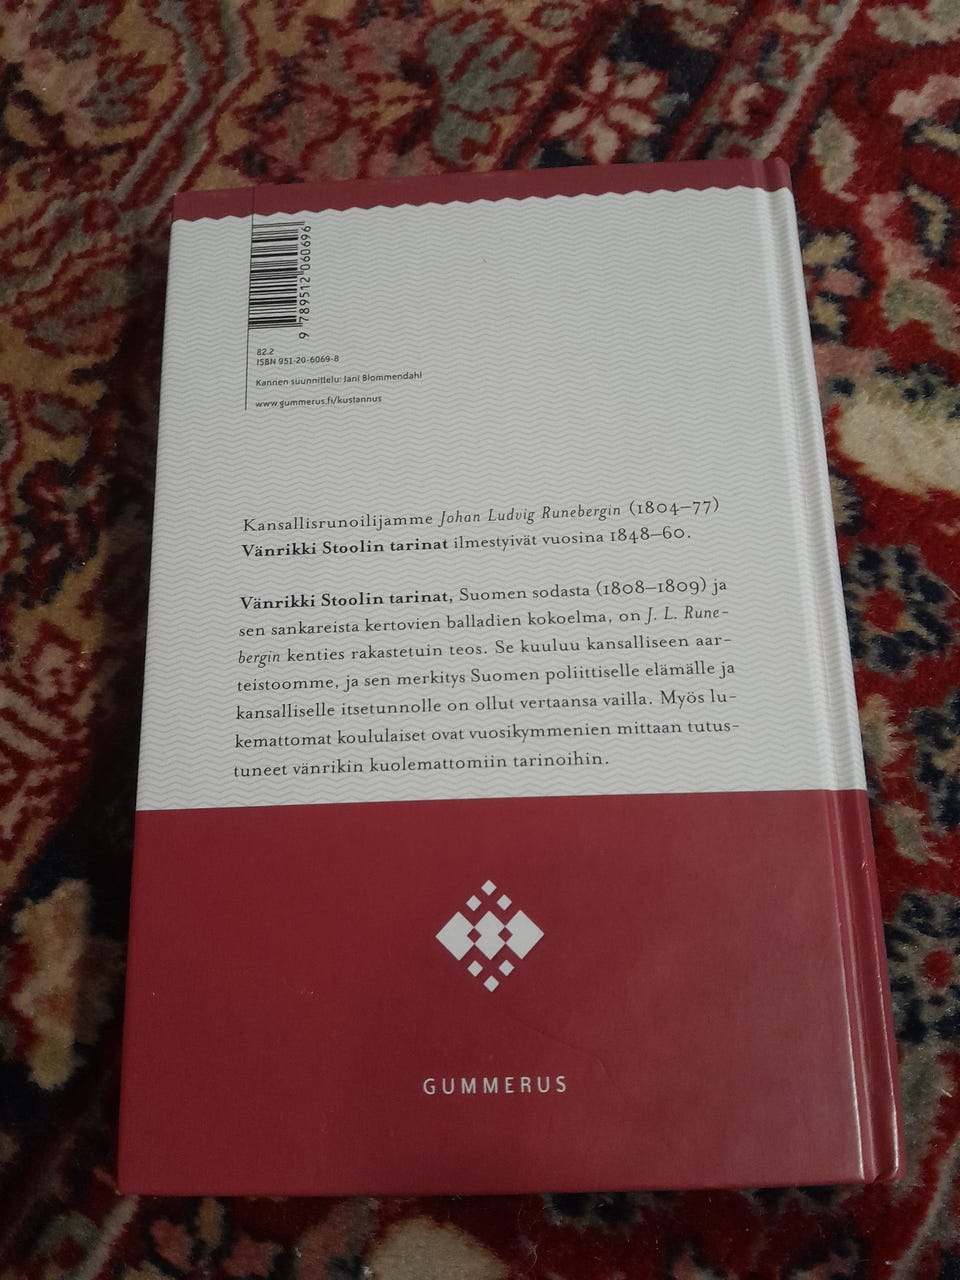 9 789512 060696
82.2
ISBN 951-20-6069-8
Kannen suunnittelu: Jani Blommendahl
www.gummerus.fi/kustannus
Kansallisrunoilijamme Johan Ludvig Runebergin (1804–77)
Vänrikki Stoolin tarinat ilmestyivät vuosina 1848–60.
Vänrikki Stoolin tarinat, Suomen sodasta (1808–1809) ja
sen sankareista kertovien balladien kokoelma, on J. L. Rune-
bergin kenties rakastetuin teos. Se kuuluu kansalliseen aar-
teistoomme, ja sen merkitys Suomen poliittiselle elämälle ja
kansalliselle itsetunnolle on ollut vertaansa vailla. Myös lu-
kemattomat koululaiset ovat vuosikymmenien mittaan tutus-
tuneet vänrikin kuolemattomiin tarinoihin.
GUMMERUS